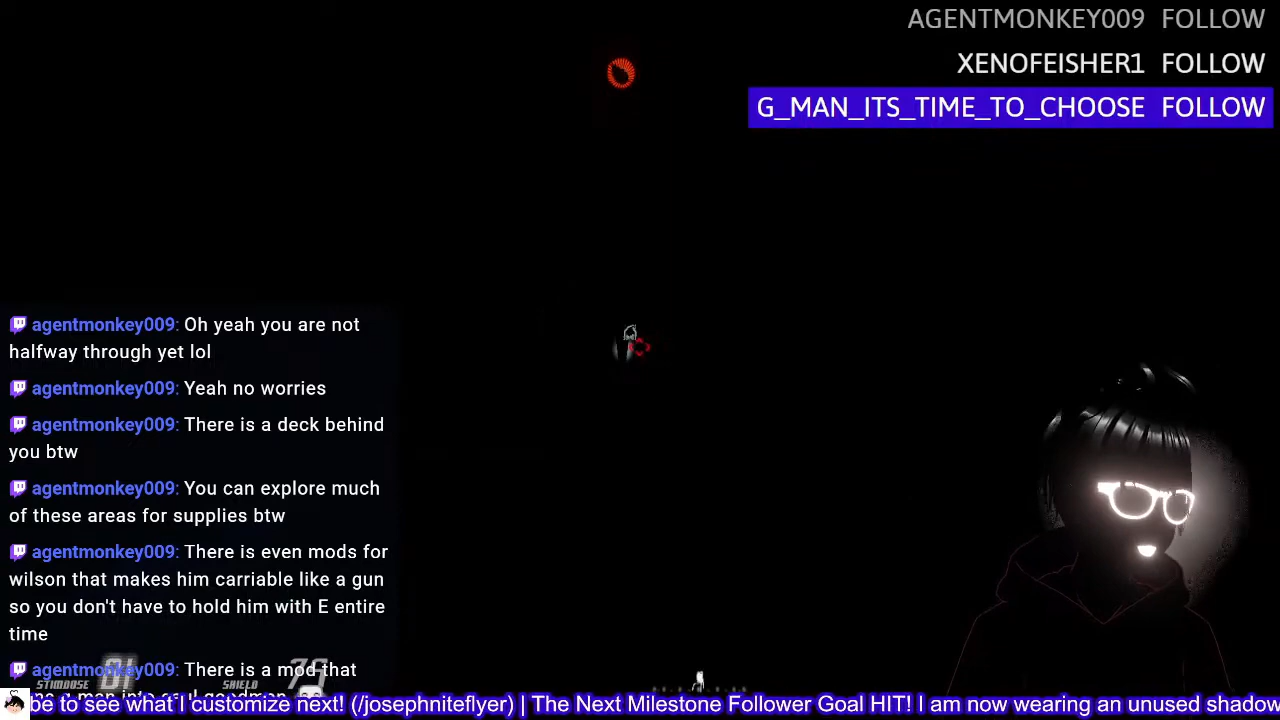 AGENTMONKEY009 FOLLOW
XENOFEISHER1 FOLLOW
G_MAN_ITS_TIME_TO_CHOOSE FOLLOW
agentmonkey009: Oh yeah you are not
halfway through yet lol
agentmonkey009: Yeah no worries
agentmonkey009: There is a deck behind
you btw
agentmonkey009: You can explore much
of these areas for supplies btw
agentmonkey009: There is even mods for
wilson that makes him carriable like a gun
so you don't have to hold him with E entire
time
agentmonkey009: There is a mod that
STIMDOSE 81 SHIELD 79
be to see what I customize next! (/josephniteflyer) | The Next Milestone Follower Goal HIT! I am now wearing an unused shadow